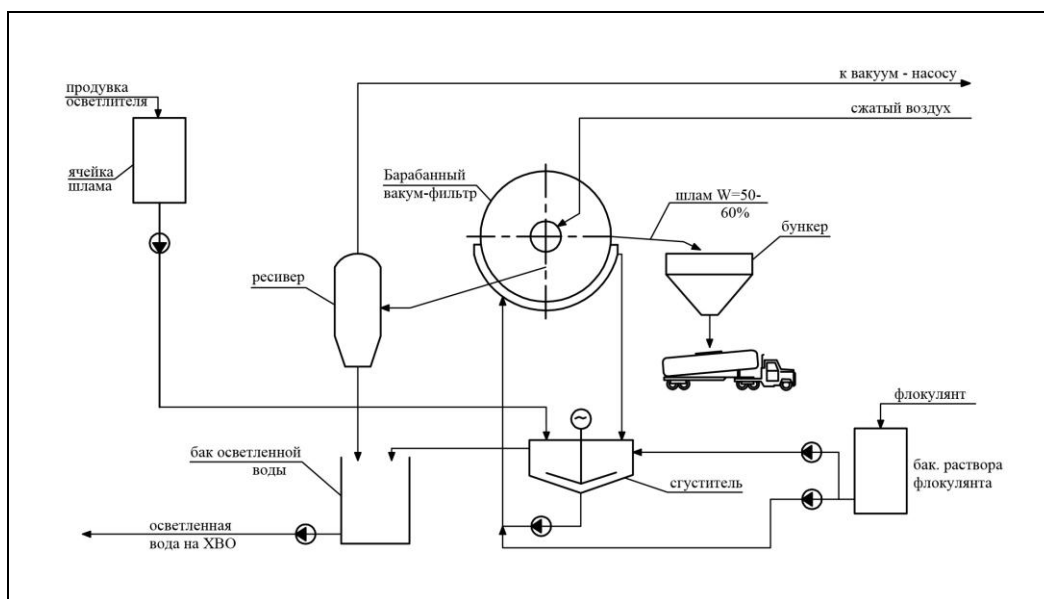 к вакуум - насосу
продувка
осветлителя
сжатый воздух
ячейка
шлама
Барабанный
вакум-фильтр
шлам W=50-
60%
бункер
ресивер
~
флокулянт
бак осветленной
воды
сгуститель
бак. раствора
флокулянта
осветленная
вода на ХВО